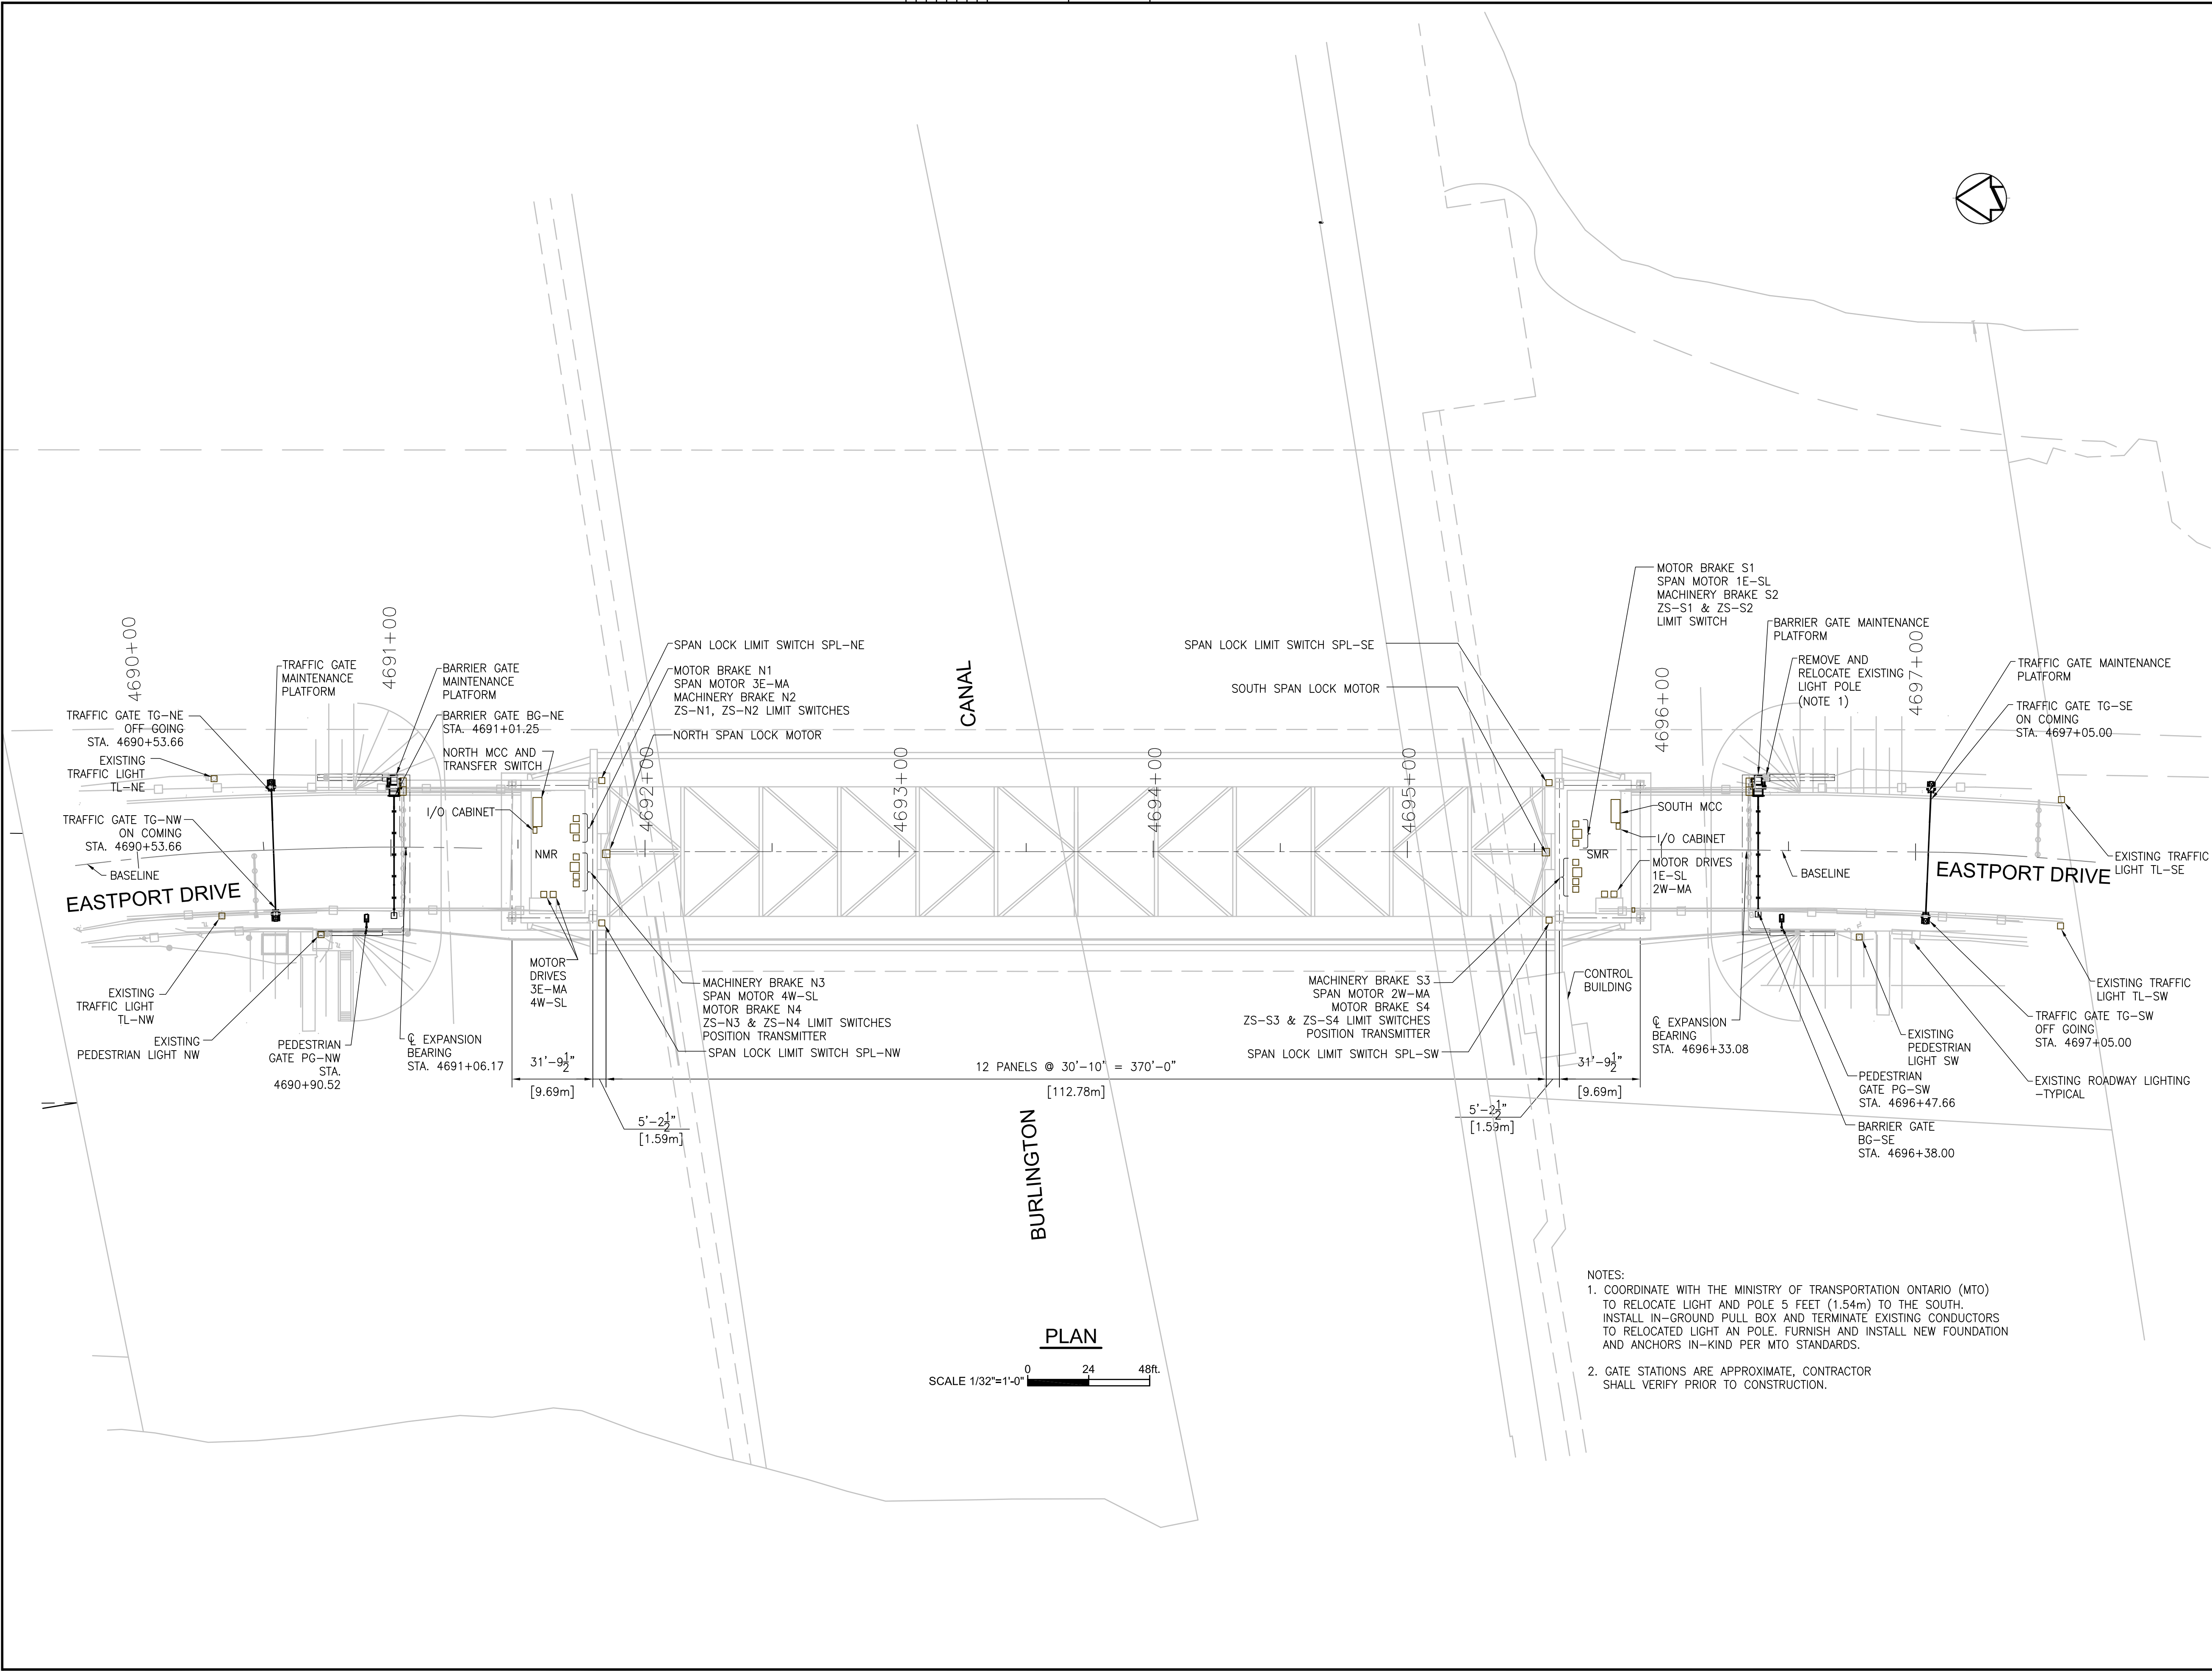 MOTOR BRAKE S1
SPAN MOTOR 1E-SL
MACHINERY BRAKE S2
ZS-S1 & ZS-S2
LIMIT SWITCH
4690+00
4691+00
TRAFFIC GATE
MAINTENANCE
PLATFORM
BARRIER GATE
MAINTENANCE
PLATFORM
SPAN LOCK LIMIT SWITCH SPL-NE
MOTOR BRAKE N1
SPAN MOTOR 3E-MA
MACHINERY BRAKE N2
ZS-N1, ZS-N2 LIMIT SWITCHES
NORTH SPAN LOCK MOTOR
CANAL
SPAN LOCK LIMIT SWITCH SPL-SE
SOUTH SPAN LOCK MOTOR
4696+00
BARRIER GATE MAINTENANCE
PLATFORM
REMOVE AND
RELOCATE EXISTING
LIGHT POLE
(NOTE 1)
4697+00
TRAFFIC GATE MAINTENANCE
PLATFORM
TRAFFIC GATE TG-SE
ON COMING
STA. 4697+05.00
TRAFFIC GATE TG-NE
OFF GOING
STA. 4690+53.66
BARRIER GATE BG-NE
STA. 4691+01.25
NORTH MCC AND
TRANSFER SWITCH
EXISTING
TRAFFIC LIGHT
TL-NE
I/O CABINET
TRAFFIC GATE TG-NW
ON COMING
STA. 4690+53.66
BASELINE
EASTPORT DRIVE
NMR
4692+00
4693+00
4694+00
4695+00
SOUTH MCC
I/O CABINET
SMR
MOTOR DRIVES
1E-SL
2W-MA
BASELINE
EASTPORT DRIVE
EXISTING TRAFFIC
LIGHT TL-SE
EXISTING
TRAFFIC LIGHT
TL-NW
EXISTING
PEDESTRIAN LIGHT NW
PEDESTRIAN
GATE PG-NW
STA.
4690+90.52
℄ EXPANSION
BEARING
STA. 4691+06.17
MOTOR
DRIVES
3E-MA
4W-SL
MACHINERY BRAKE N3
SPAN MOTOR 4W-SL
MOTOR BRAKE N4
ZS-N3 & ZS-N4 LIMIT SWITCHES
POSITION TRANSMITTER
SPAN LOCK LIMIT SWITCH SPL-NW
MACHINERY BRAKE S3
SPAN MOTOR 2W-MA
MOTOR BRAKE S4
ZS-S3 & ZS-S4 LIMIT SWITCHES
POSITION TRANSMITTER
SPAN LOCK LIMIT SWITCH SPL-SW
CONTROL
BUILDING
℄ EXPANSION
BEARING
STA. 4696+33.08
EXISTING TRAFFIC
LIGHT TL-SW
TRAFFIC GATE TG-SW
OFF GOING
STA. 4697+05.00
EXISTING
PEDESTRIAN
LIGHT SW
EXISTING ROADWAY LIGHTING
-TYPICAL
PEDESTRIAN
GATE PG-SW
STA. 4696+47.66
BARRIER GATE
BG-SE
STA. 4696+38.00
31'-9½"
[9.69m]
5'-2½"
[1.59m]
12 PANELS @ 30'-10' = 370'-0"
[112.78m]
5'-2½"
[1.59m]
31'-9½"
[9.69m]
BURLINGTON
NOTES:
1. COORDINATE WITH THE MINISTRY OF TRANSPORTATION ONTARIO (MTO)
TO RELOCATE LIGHT AND POLE 5 FEET (1.54m) TO THE SOUTH.
INSTALL IN-GROUND PULL BOX AND TERMINATE EXISTING CONDUCTORS
TO RELOCATED LIGHT AN POLE. FURNISH AND INSTALL NEW FOUNDATION
AND ANCHORS IN-KIND PER MTO STANDARDS.
2. GATE STATIONS ARE APPROXIMATE, CONTRACTOR
SHALL VERIFY PRIOR TO CONSTRUCTION.
PLAN
0 24 48ft.
SCALE 1/32"=1'-0"